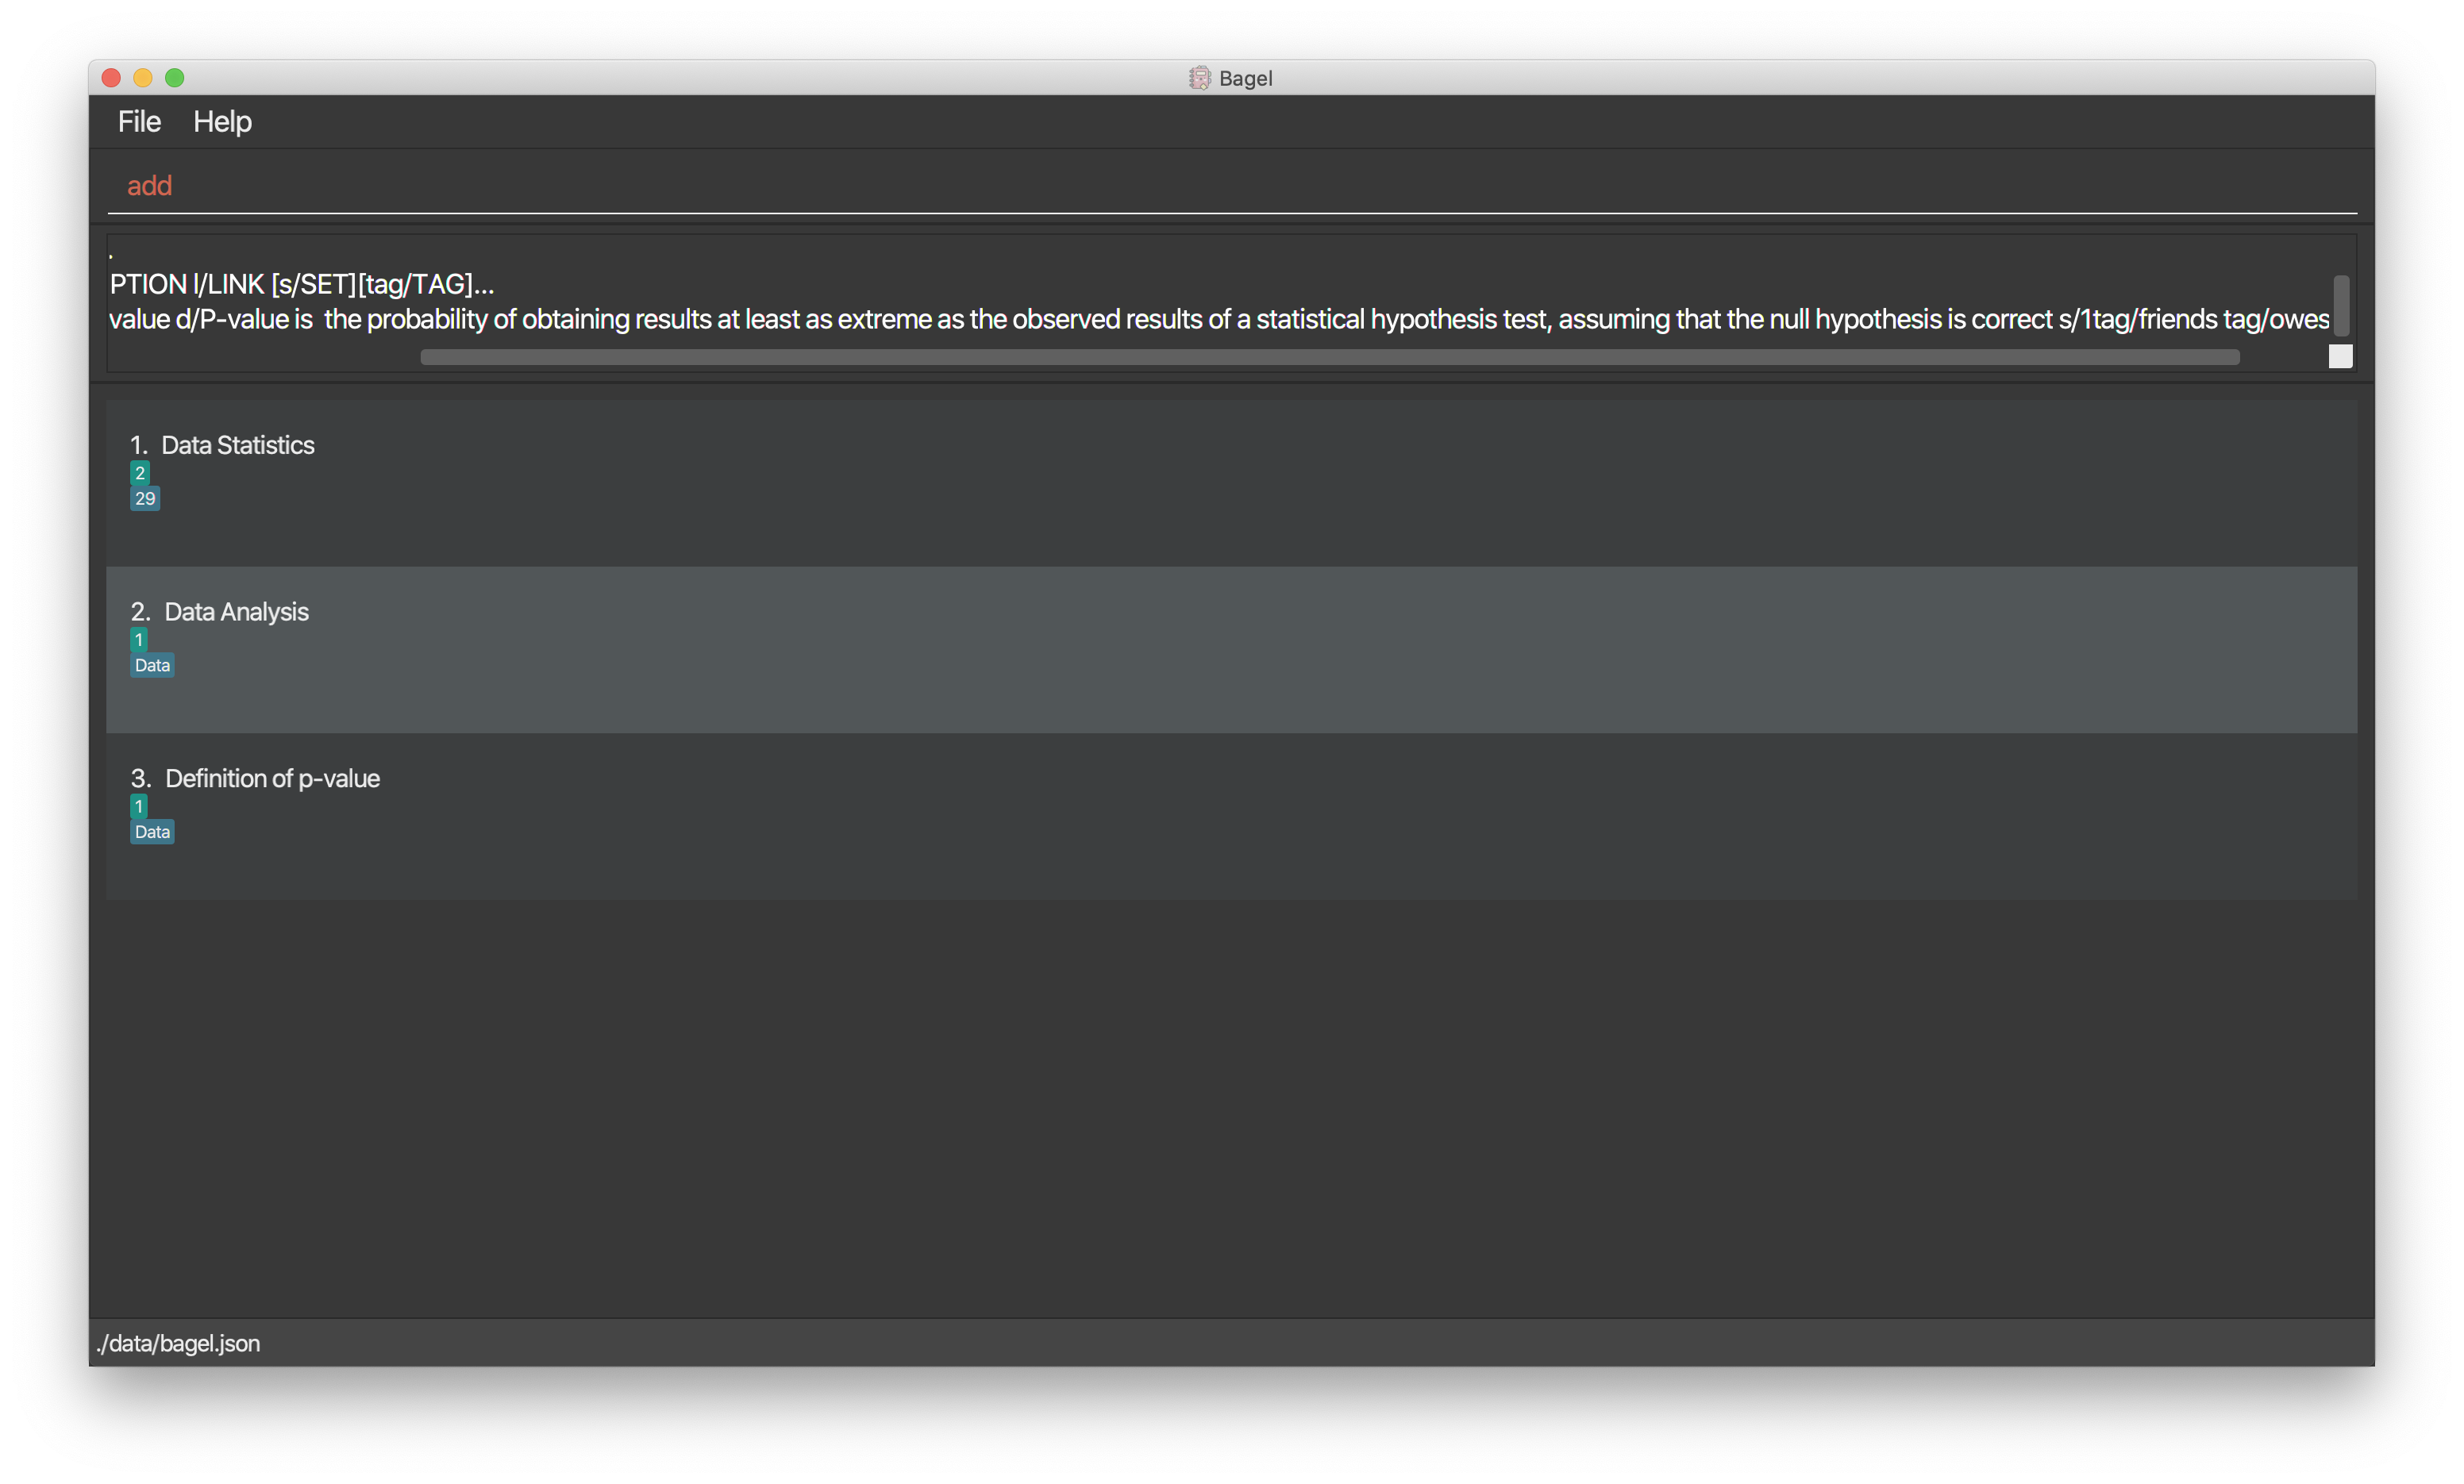 Bagel
File Help
add
.
PTION l/LINK [s/SET][tag/TAG]...
value d/P-value is  the probability of obtaining results at least as extreme as the observed results of a statistical hypothesis test, assuming that the null hypothesis is correct s/1tag/friends tag/owes
1. Data Statistics
2
29
2. Data Analysis
1
Data
3. Definition of p-value
1
Data
./data/bagel.json